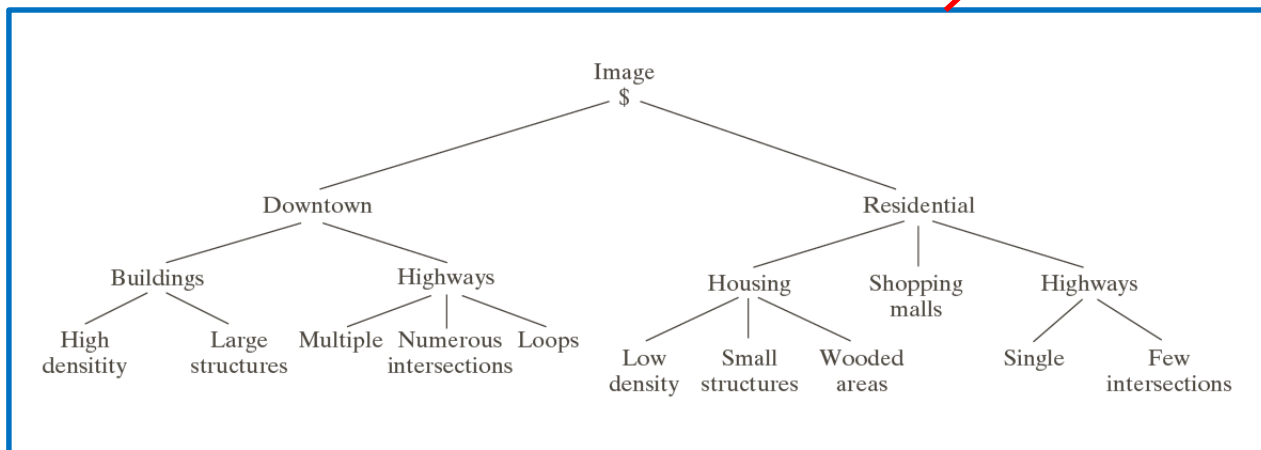 Image
$
Downtown
Residential
Buildings
Highways
Housing
Shopping
malls
Highways
High
densitity
Large
structures
Multiple
Numerous
intersections
Loops
Low
density
Small
structures
Wooded
areas
Single
Few
intersections